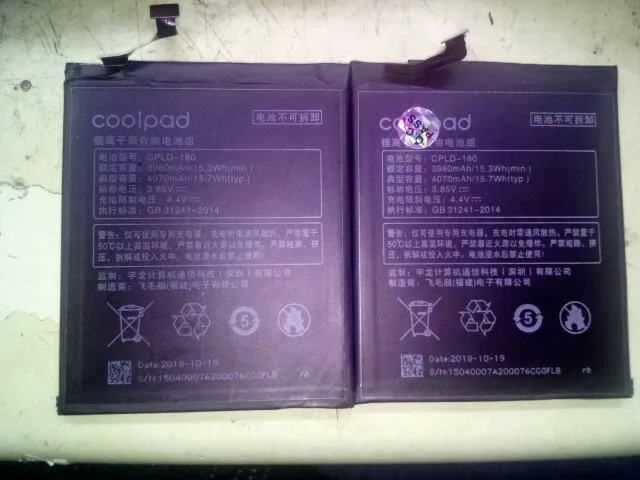 coolpad
电池不可拆卸
锂离子聚合物电池组
电池型号: CPLD-180
额定容量: 3980mAh/15.3Wh(min.)
典型容量: 4070mAh/15.7Wh(typ.)
标称电压: 3.85V
充电限制电压: 4.4V
执行标准: GB 31241-2014
警告: 仅可使用专用充电器, 充电时需通风散热。严禁在
50℃以上高温环境。严禁靠近火源以免爆炸。严禁短路、挤
压、拆解或投入火中。电池浸水后禁止使用!
监制: 宇龙计算机通信科技(深圳)有限公司
制造商: 飞毛腿(福建)电子有限公司
5
Date:2018-10-19
S/N:15040007A200076CG0FLB
rb
coolpad
PASS
电池不可拆卸
锂离子聚合物电池组
电池型号: CPLD-180
额定容量: 3980mAh/15.3Wh(min.)
典型容量: 4070mAh/15.7Wh(typ.)
标称电压: 3.85V
充电限制电压: 4.4V
执行标准: GB 31241-2014
警告: 仅可使用专用充电器, 充电时需通风散热。严禁在
50℃以上高温环境。严禁靠近火源以免爆炸。严禁短路、挤
压、拆解或投入火中。电池浸水后禁止使用!
监制: 宇龙计算机通信科技(深圳)有限公司
制造商: 飞毛腿(福建)电子有限公司
5
Date:2018-10-19
S/N:15040007A200076CG0FLB
rb